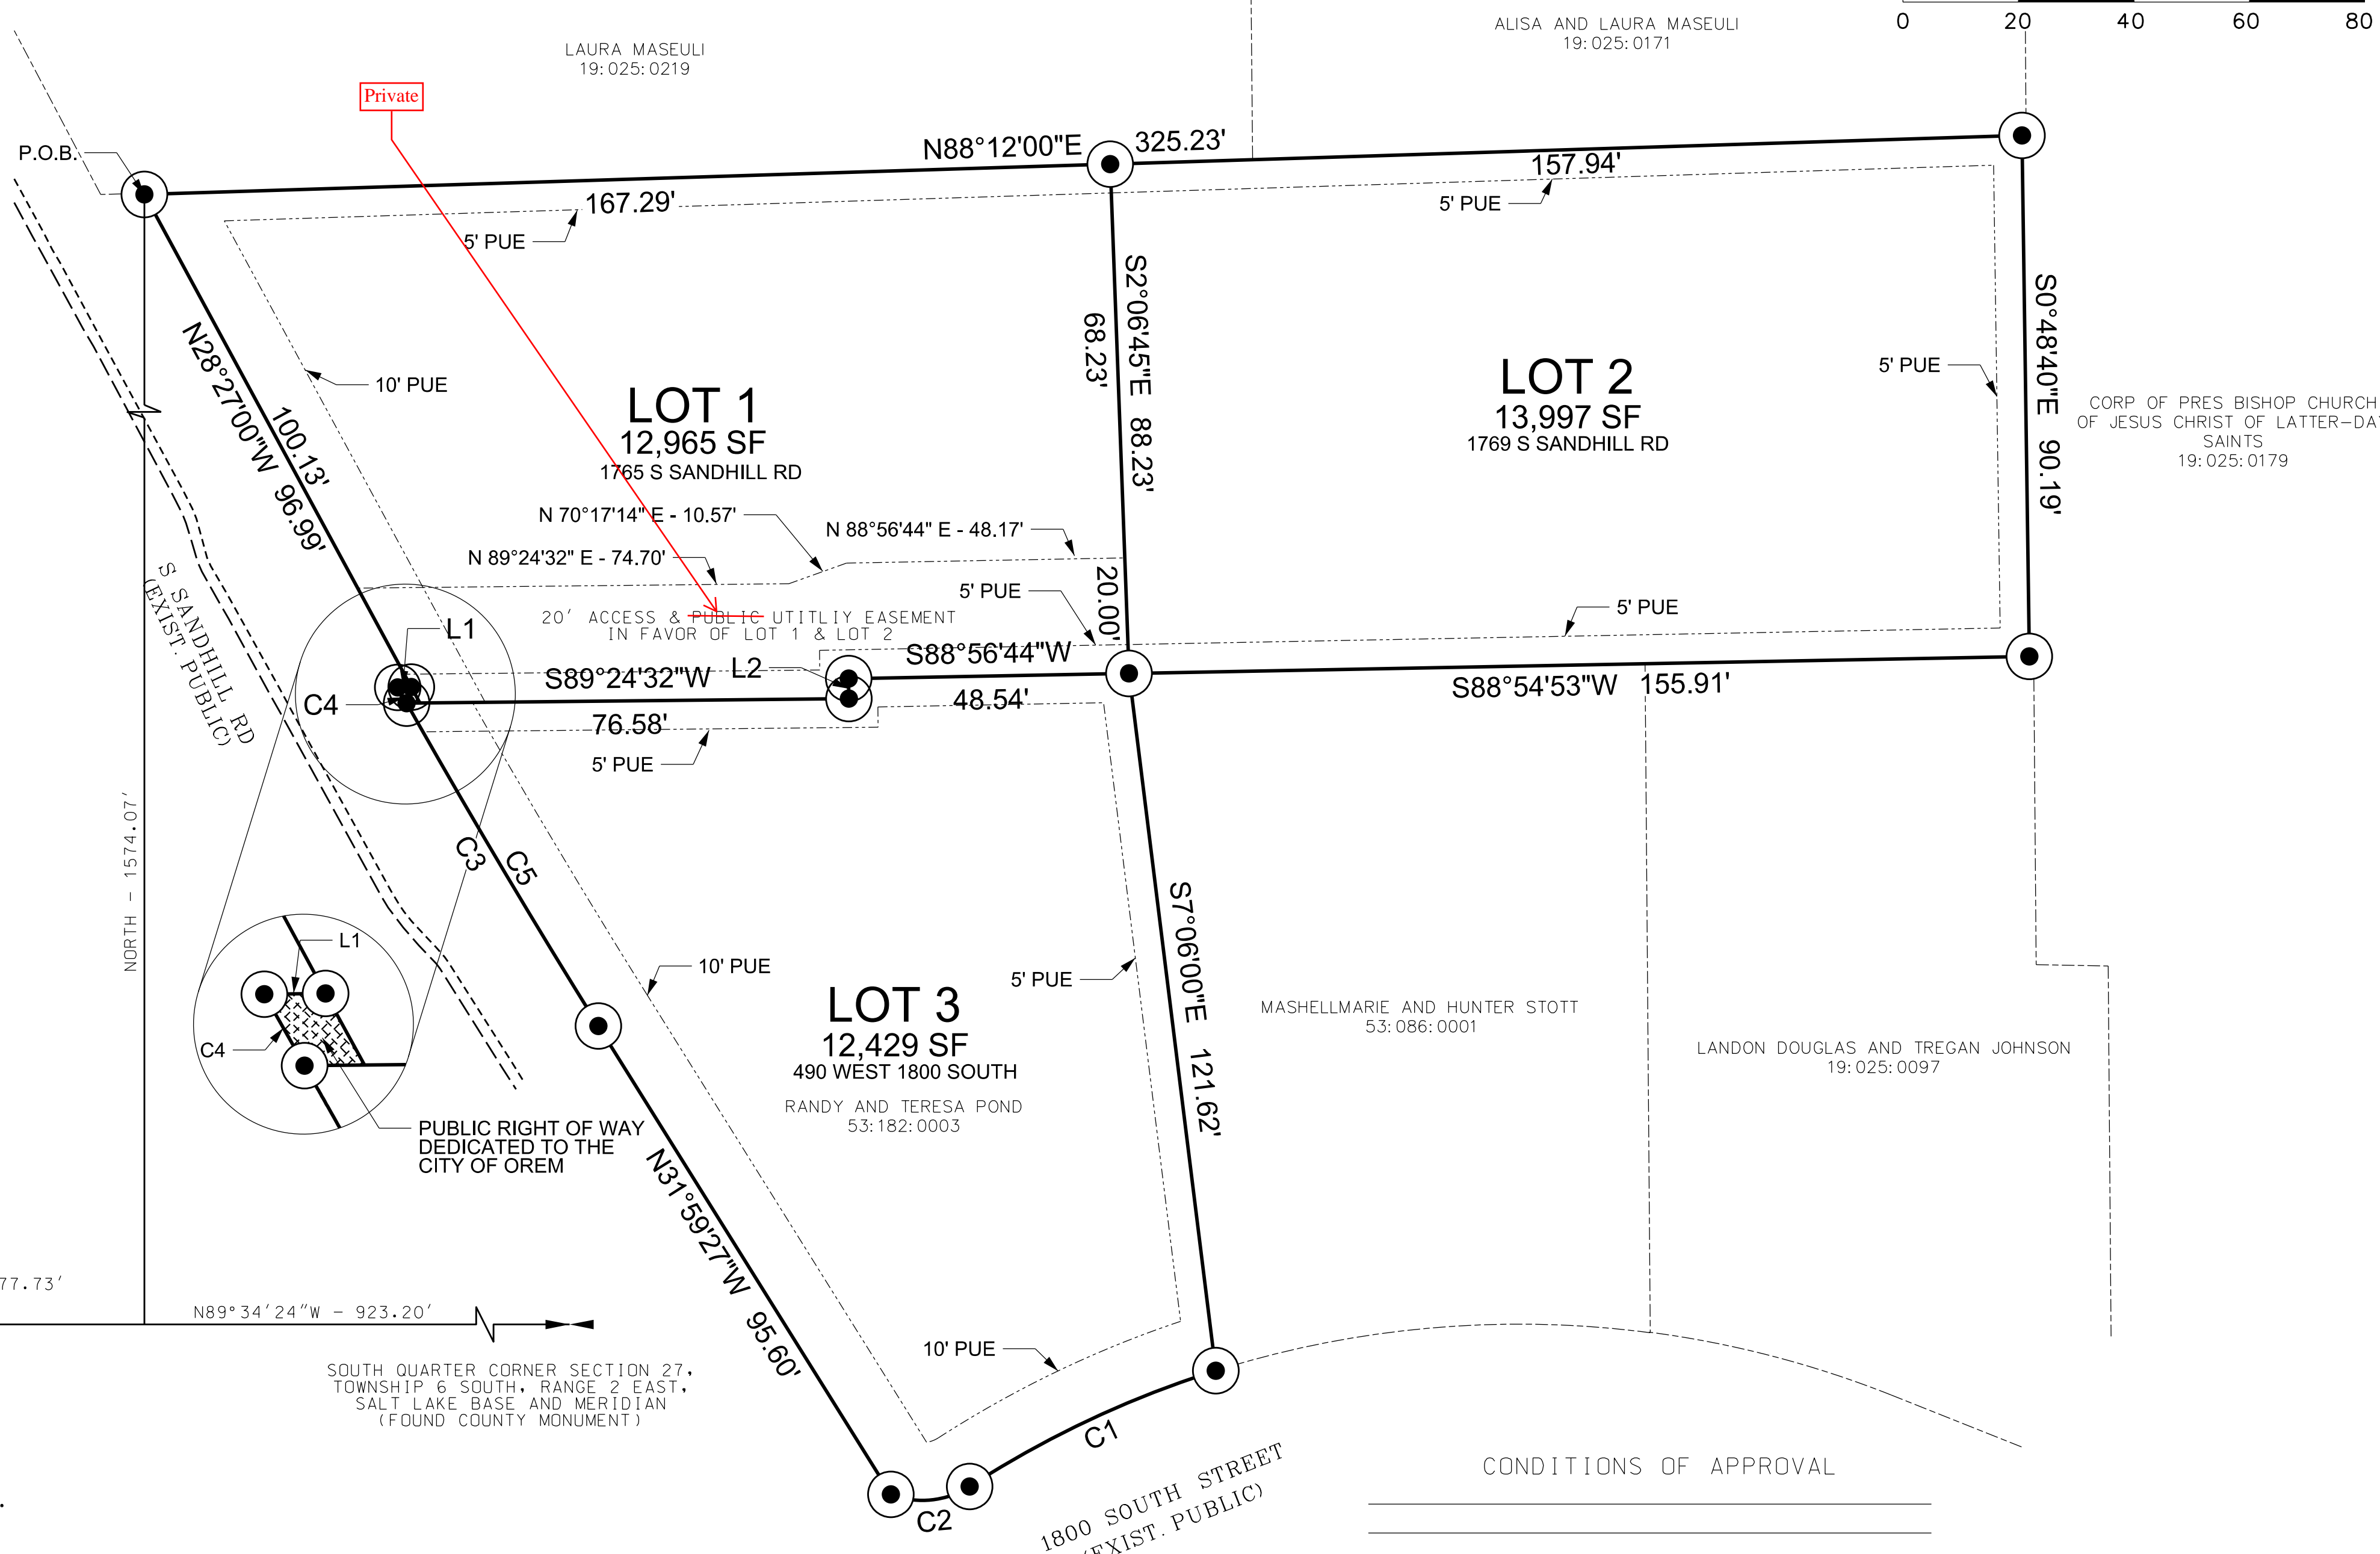 0 20 40 60 80
ALISA AND LAURA MASEULI
19:025:0171
LAURA MASEULI
19:025:0219
Private
P.O.B.
N88°12'00"E 325.23'
167.29'
157.94'
5' PUE
5' PUE
S2°06'45"E 88.23'
68.23'
20.00'
S0°48'40"E 90.19'
5' PUE
N28°27'00"W 96.99'
100.13'
10' PUE
LOT 1
12,965 SF
1765 S SANDHILL RD
LOT 2
13,997 SF
1769 S SANDHILL RD
CORP OF PRES BISHOP CHURCH
OF JESUS CHRIST OF LATTER-DA
SAINTS
19:025:0179
N 70°17'14" E - 10.57'
N 88°56'44" E - 48.17'
N 89°24'32" E - 74.70'
5' PUE
5' PUE
20' ACCESS & PUBLIC UTITLIY EASEMENT
IN FAVOR OF LOT 1 & LOT 2
S SANDHILL RD
(EXIST. PUBLIC)
L1
L2
C4
S89°24'32"W
76.58'
S88°56'44"W
48.54'
S88°54'53"W 155.91'
5' PUE
C3
C5
NORTH - 1574.07'
L1
C4
PUBLIC RIGHT OF WAY
DEDICATED TO THE
CITY OF OREM
10' PUE
5' PUE
S7°06'00"E 121.62'
LOT 3
12,429 SF
490 WEST 1800 SOUTH
RANDY AND TERESA POND
53:182:0003
MASHELLMARIE AND HUNTER STOTT
53:086:0001
LANDON DOUGLAS AND TREGAN JOHNSON
19:025:0097
N31°59'27"W 95.60'
10' PUE
77.73'
N89°34'24"W - 923.20'
SOUTH QUARTER CORNER SECTION 27,
TOWNSHIP 6 SOUTH, RANGE 2 EAST,
SALT LAKE BASE AND MERIDIAN
(FOUND COUNTY MONUMENT)
C1
C2
1800 SOUTH STREET
(EXIST. PUBLIC)
CONDITIONS OF APPROVAL